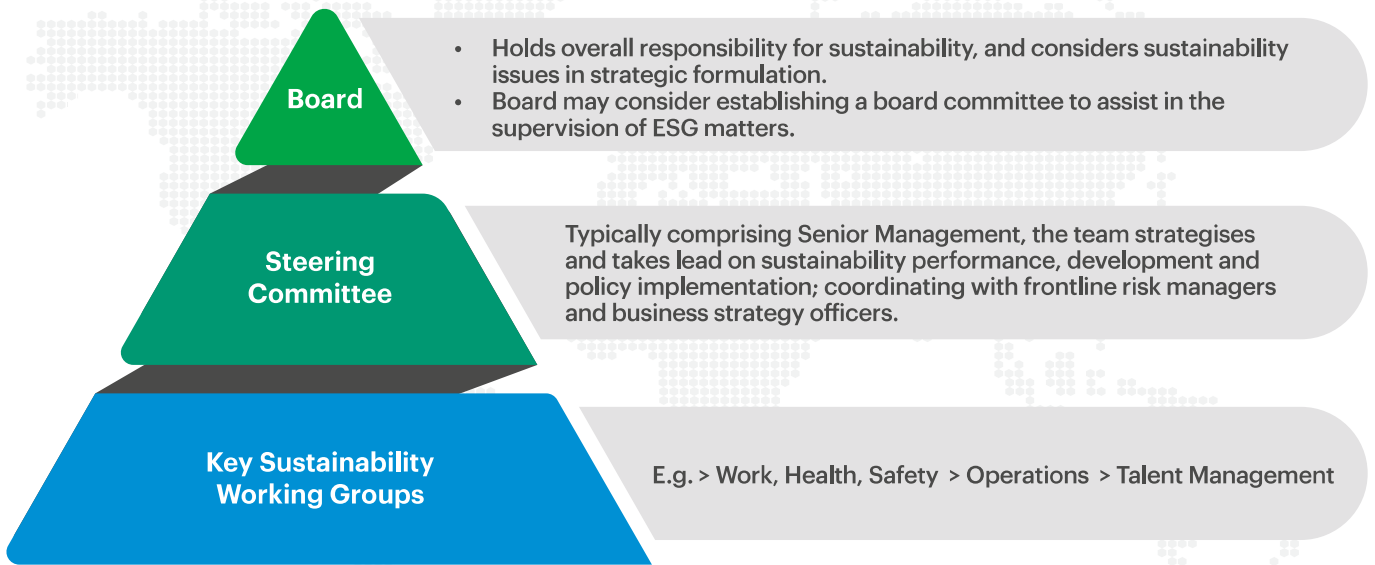 Board
• Holds overall responsibility for sustainability, and considers sustainability
issues in strategic formulation.
• Board may consider establishing a board committee to assist in the
supervision of ESG matters.
Steering
Committee
Typically comprising Senior Management, the team strategises
and takes lead on sustainability performance, development and
policy implementation; coordinating with frontline risk managers
and business strategy officers.
Key Sustainability
Working Groups
E.g. > Work, Health, Safety > Operations > Talent Management